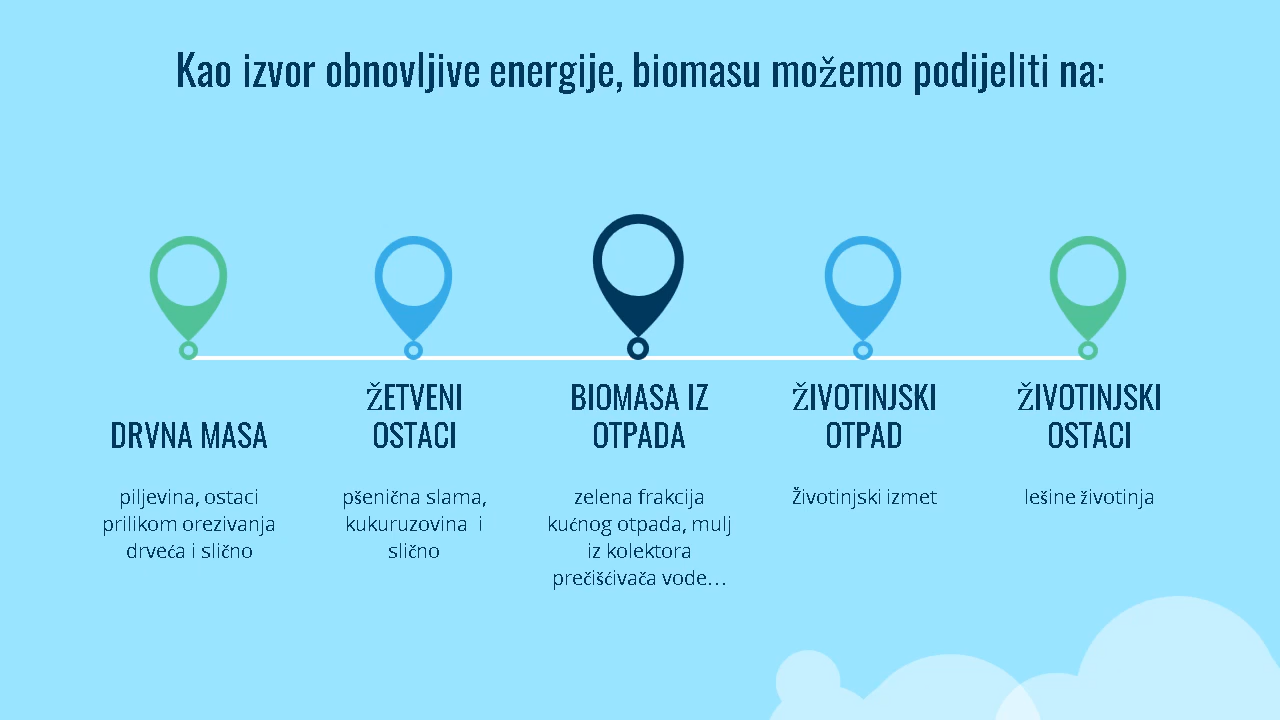 Kao izvor obnovljive energije, biomasu možemo podijeliti na:
DRVNA MASA
piljevina, ostaci
prilikom orezivanja
drveća i slično
ŽETVENI
OSTACI
pšenična slama,
kukuruzovina  i
slično
BIOMASA IZ
OTPADA
zelena frakcija
kućnog otpada, mulj
iz kolektora
prečišćivača vode…
ŽIVOTINJSKI
OTPAD
Životinjski izmet
ŽIVOTINJSKI
OSTACI
lešine životinja